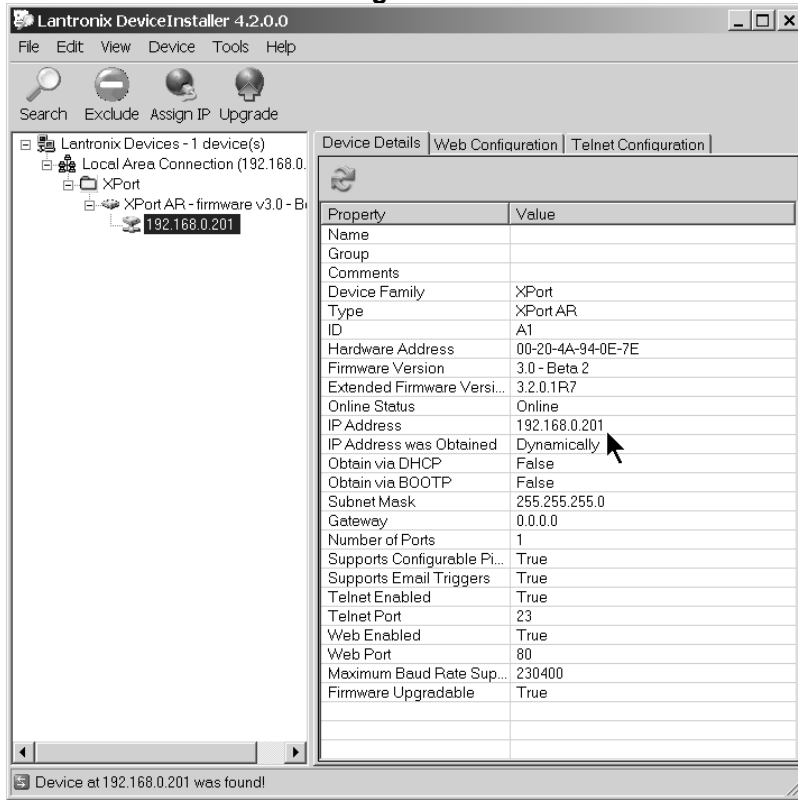 Lantronix DeviceInstaller 4.2.0.0
File Edit View Device Tools Help
Search Exclude Assign IP Upgrade
Lantronix Devices - 1 device(s)
Local Area Connection (192.168.0.
XPort
XPort AR - firmware v3.0 - Be
192.168.0.201
Device Details Web Configuration Telnet Configuration
Property Value
Name
Group
Comments
Device Family XPort
Type XPort AR
ID A1
Hardware Address 00-20-4A-94-0E-7E
Firmware Version 3.0 - Beta 2
Extended Firmware Versi... 3.2.0.1R7
Online Status Online
IP Address 192.168.0.201
IP Address was Obtained Dynamically
Obtain via DHCP False
Obtain via BOOTP False
Subnet Mask 255.255.255.0
Gateway 0.0.0.0
Number of Ports 1
Supports Configurable Pi... True
Supports Email Triggers True
Telnet Enabled True
Telnet Port 23
Web Enabled True
Web Port 80
Maximum Baud Rate Sup... 230400
Firmware Upgradable True
Device at 192.168.0.201 was found!